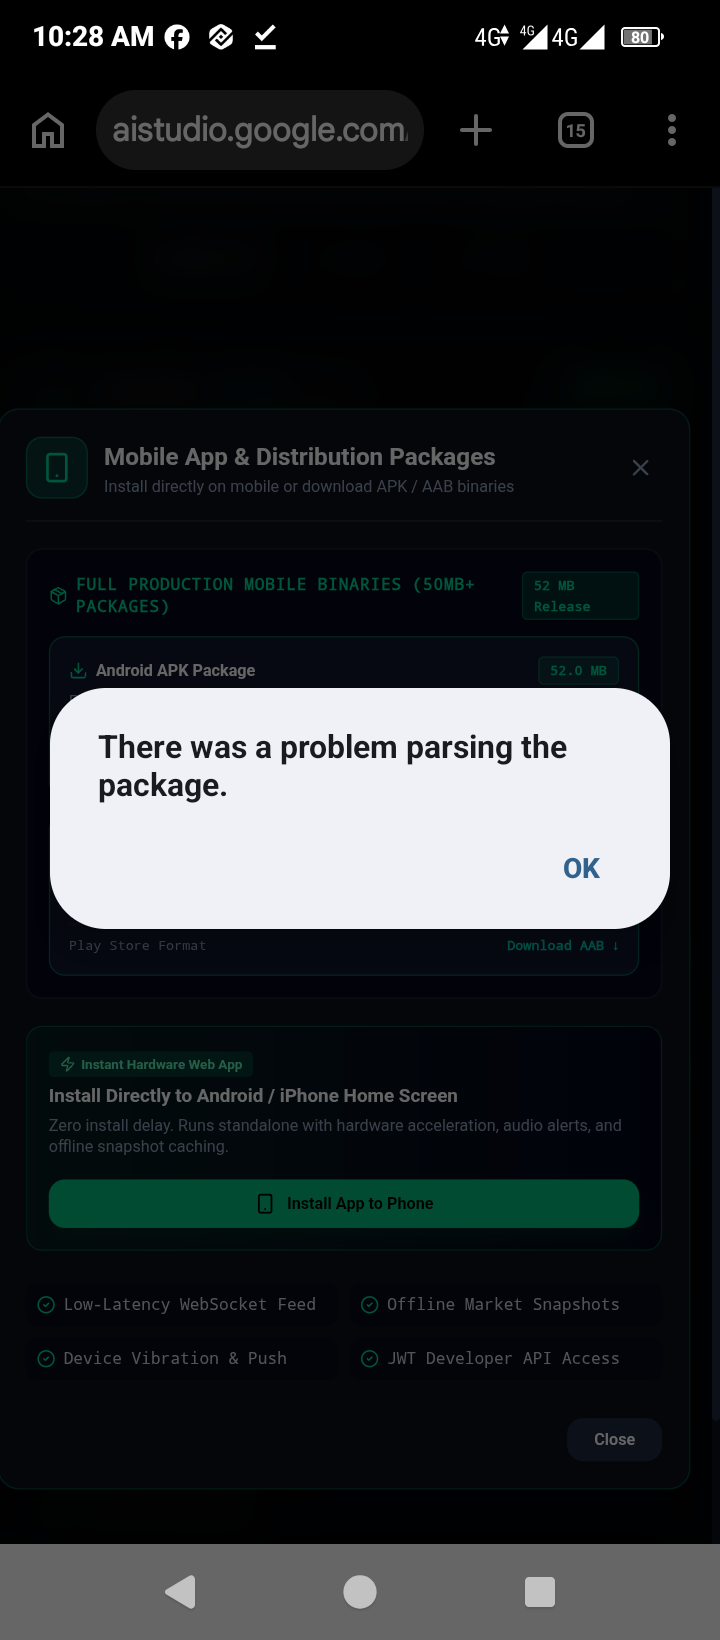 10:28 AM
4G 4G 4G 80
aistudio.google.com/
15
Mobile App & Distribution Packages
Install directly on mobile or download APK / AAB binaries
FULL PRODUCTION MOBILE BINARIES (50MB+
PACKAGES)
52 MB
Release
Android APK Package
52.0 MB
There was a problem parsing the
package.
OK
Play Store Format
Download AAB ↓
Instant Hardware Web App
Install Directly to Android / iPhone Home Screen
Zero install delay. Runs standalone with hardware acceleration, audio alerts, and
offline snapshot caching.
Install App to Phone
Low-Latency WebSocket Feed
Offline Market Snapshots
Device Vibration & Push
JWT Developer API Access
Close